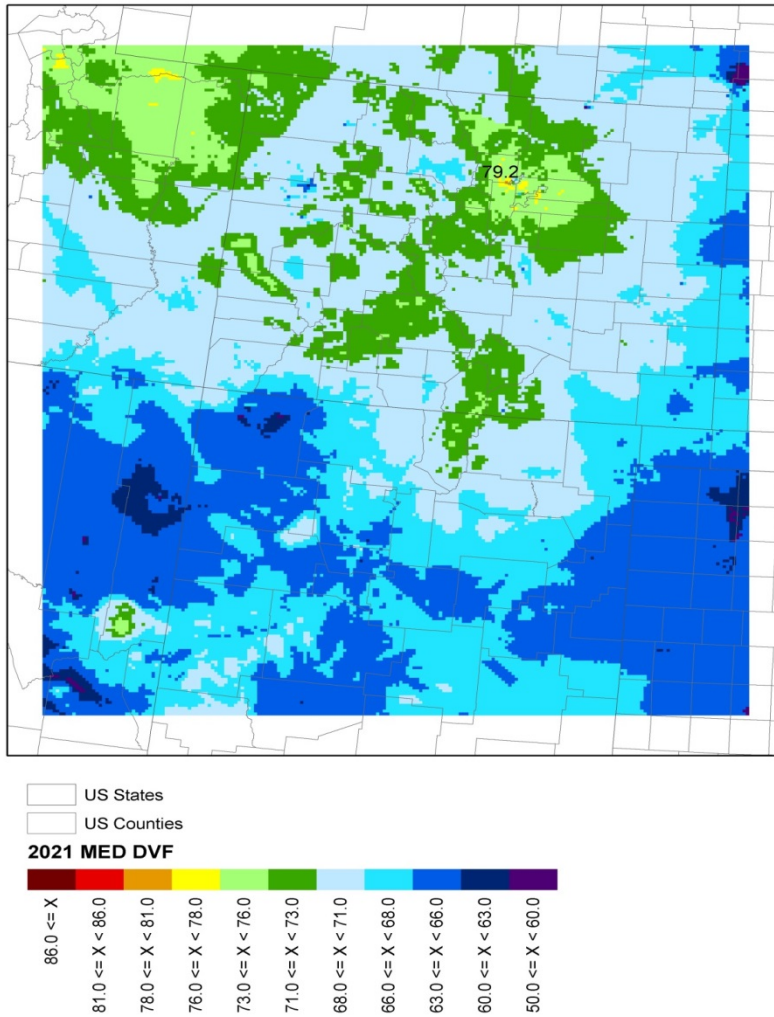 79.2
US States
US Counties
2021 MED DVF
86.0 <= X
81.0 <= X < 86.0
78.0 <= X < 81.0
76.0 <= X < 78.0
73.0 <= X < 76.0
71.0 <= X < 73.0
68.0 <= X < 71.0
66.0 <= X < 68.0
63.0 <= X < 66.0
60.0 <= X < 63.0
50.0 <= X < 60.0